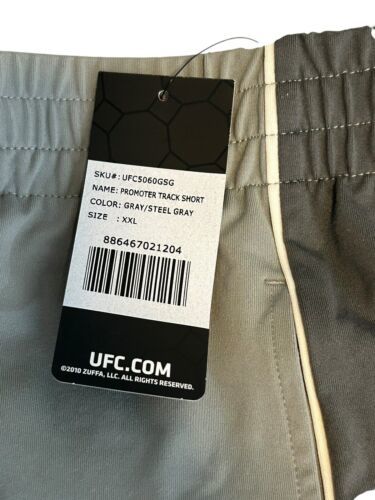 SKU#: UFC5060GSG
NAME: PROMOTER TRACK SHORT
COLOR: GRAY/STEEL GRAY
SIZE : XXL
886467021204
UFC.COM
©2010 ZUFFA, LLC. ALL RIGHTS RESERVED.